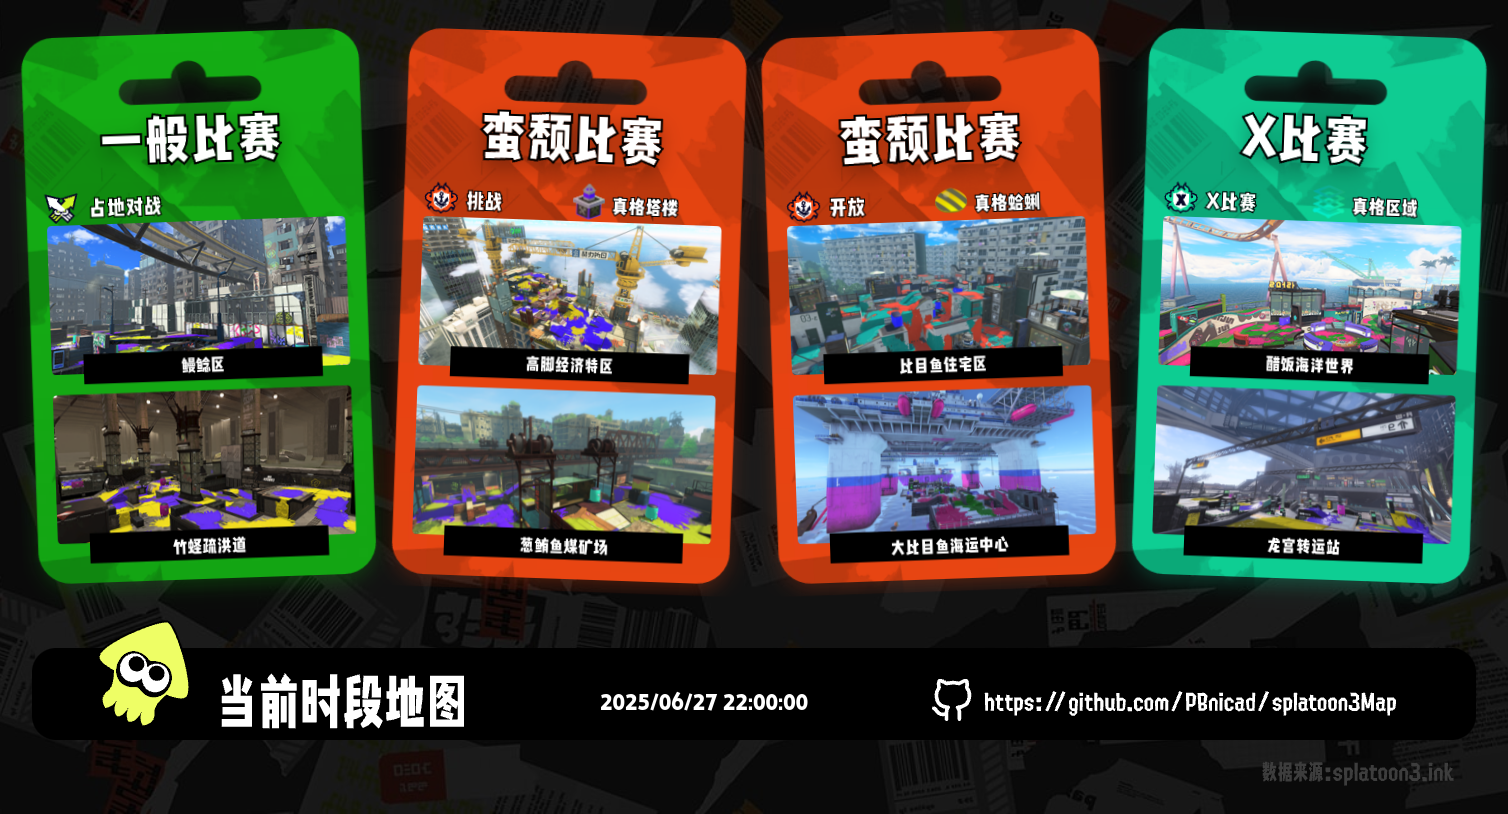 一般比赛
占地对战
鳗鲶区
竹蛏疏洪道
蛮颓比赛
挑战
真格塔楼
高脚经济特区
葱鲔鱼煤矿场
蛮颓比赛
开放
真格蛤蜊
比目鱼住宅区
大比目鱼海运中心
X比赛
X比赛
真格区域
醋饭海洋世界
龙宫转运站
当前时段地图
2025/06/27 22:00:00
https://github.com/PBnicad/splatoon3Map
数据来源:splatoon3.ink